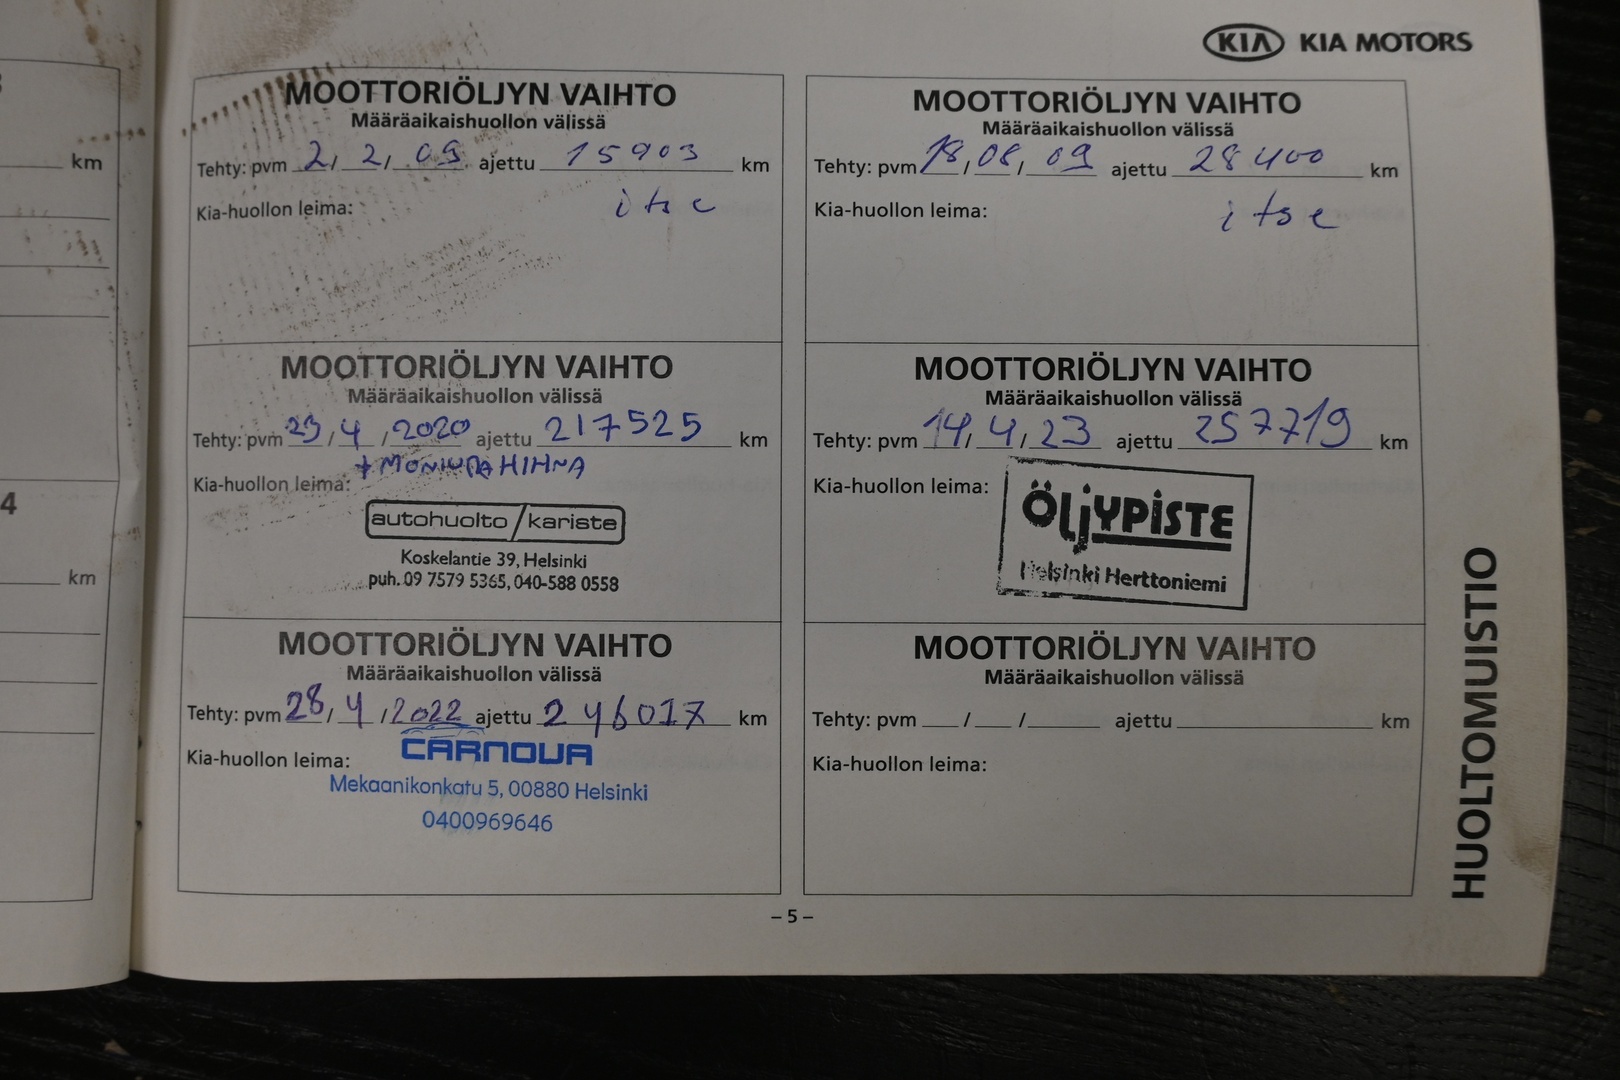 KIA KIA MOTORS
MOOTTORIÖLJYN VAIHTO
Määräaikaishuollon välissä
Tehty: pvm 2/ 2/ 09 ajettu 15903 km
Kia-huollon leima: itse
MOOTTORIÖLJYN VAIHTO
Määräaikaishuollon välissä
Tehty: pvm 18/08/09 ajettu 28400 km
Kia-huollon leima: itse
MOOTTORIÖLJYN VAIHTO
Määräaikaishuollon välissä
Tehty: pvm 23/4/2020 ajettu 217525 km
+ MONIURAHIHNA
Kia-huollon leima:
autohuolto/kariste
Koskelantie 39, Helsinki
puh. 09 7579 5365, 040-588 0558
MOOTTORIÖLJYN VAIHTO
Määräaikaishuollon välissä
Tehty: pvm 14/4/23 ajettu 257719 km
Kia-huollon leima:
ÖLJYPISTE
Helsinki Herttoniemi
MOOTTORIÖLJYN VAIHTO
Määräaikaishuollon välissä
Tehty: pvm 28/4/2022 ajettu 246017 km
Kia-huollon leima:
CARNOVA
Mekaanikonkatu 5, 00880 Helsinki
0400969646
MOOTTORIÖLJYN VAIHTO
Määräaikaishuollon välissä
Tehty: pvm / / ajettu km
Kia-huollon leima:
HUOLTOMUISTIO
– 5 –
km
4
km